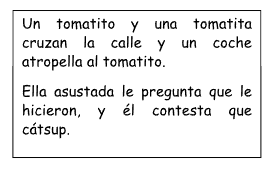 Un tomatito y una tomatita
cruzan la calle y un coche
atropella al tomatito.
Ella asustada le pregunta que le
hicieron, y él contesta que
cátsup.